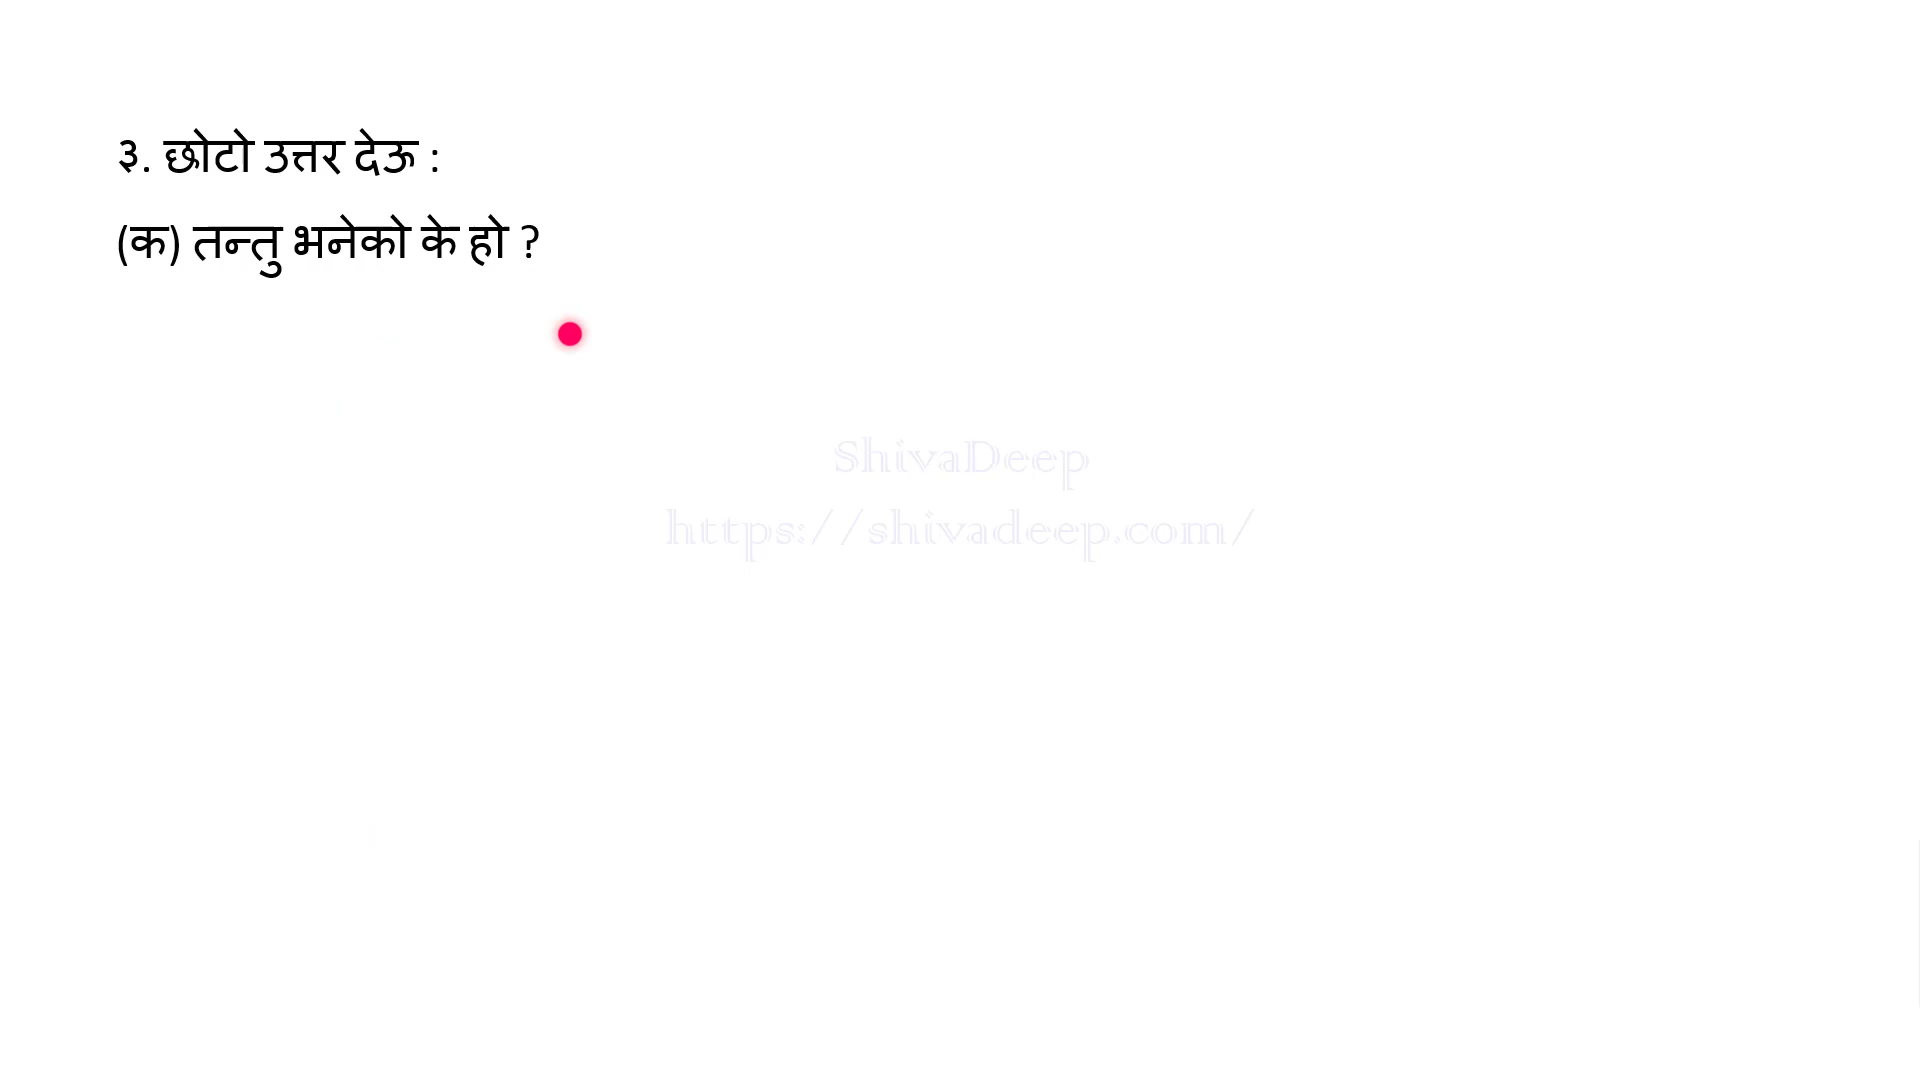 ३. छोटो उत्तर देऊ :
(क) तन्तु भनेको के हो ?
ShivaDeep
https://shivadeep.com/